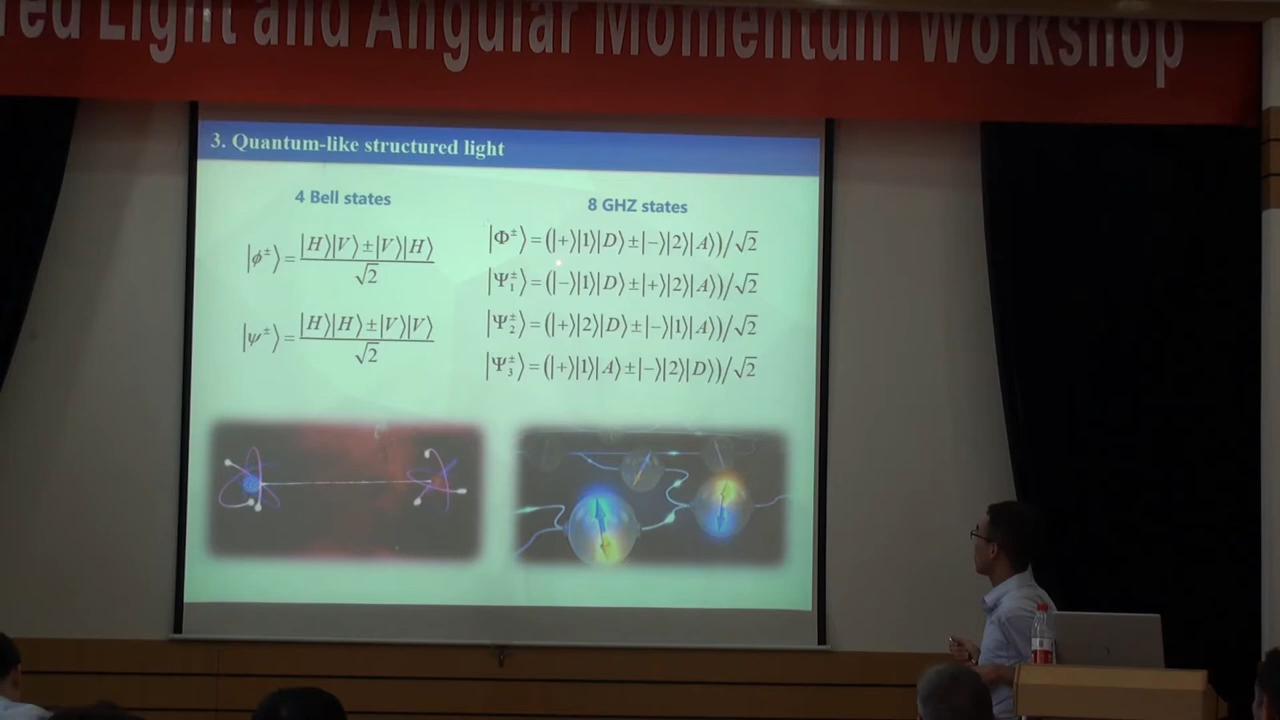 red Light and Angular Momentum Workshop
3. Quantum-like structured light
4 Bell states
|ϕ±⟩ = (|H⟩|V⟩ ± |V⟩|H⟩)/√2
|ψ±⟩ = (|H⟩|H⟩ ± |V⟩|V⟩)/√2
8 GHZ states
|Φ±⟩ = (|+⟩|1⟩|D⟩ ± |−⟩|2⟩|A⟩)/√2
|Ψ₁±⟩ = (|−⟩|1⟩|D⟩ ± |+⟩|2⟩|A⟩)/√2
|Ψ₂±⟩ = (|+⟩|2⟩|D⟩ ± |−⟩|1⟩|A⟩)/√2
|Ψ₃±⟩ = (|+⟩|1⟩|A⟩ ± |−⟩|2⟩|D⟩)/√2